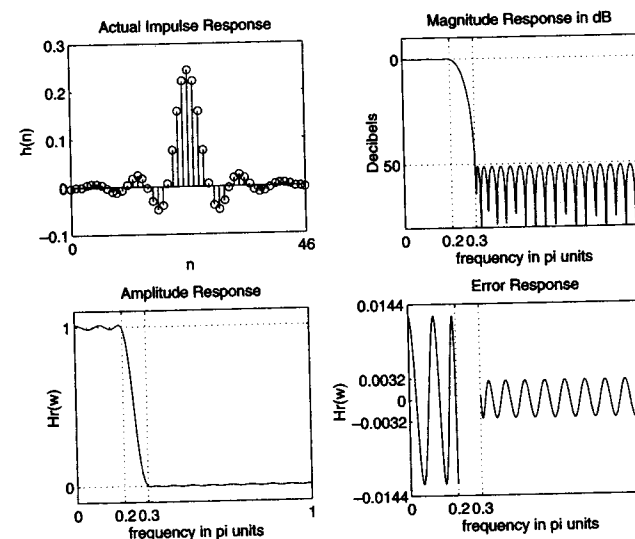 Actual Impulse Response
0.3
0.2
0.1
0.0
−0.1
h(n)
0
46
n
Magnitude Response in dB
0
50
Decibels
0
0.2 0.3
frequency in pi units
Amplitude Response
1
0
Hr(w)
0
0.2 0.3
1
frequency in pi units
Error Response
0.0144
0.0032
0
−0.0032
−0.0144
Hr(w)
0
0.2 0.3
frequency in pi units